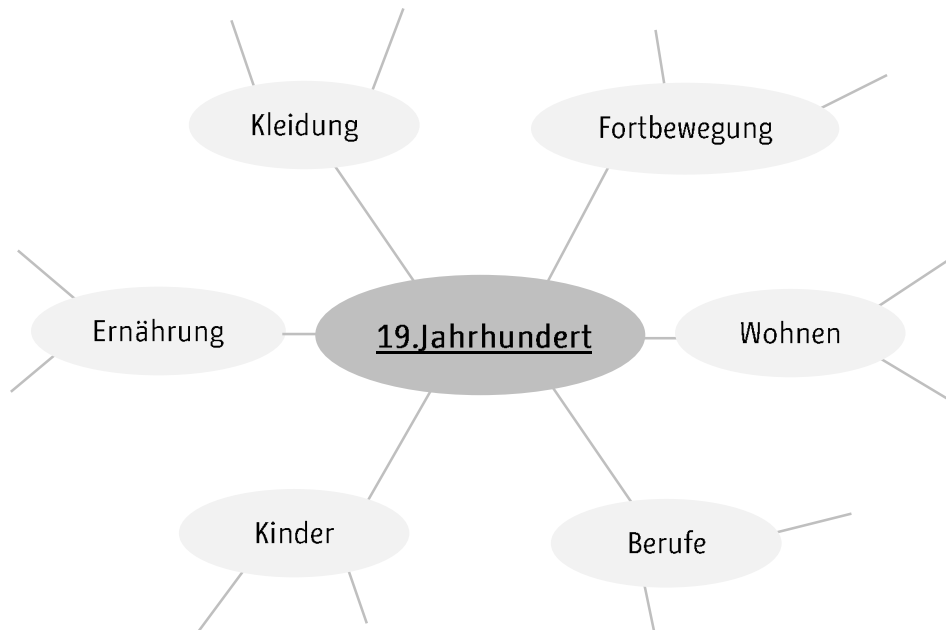 Kleidung
Fortbewegung
Ernährung
19.Jahrhundert
Wohnen
Kinder
Berufe